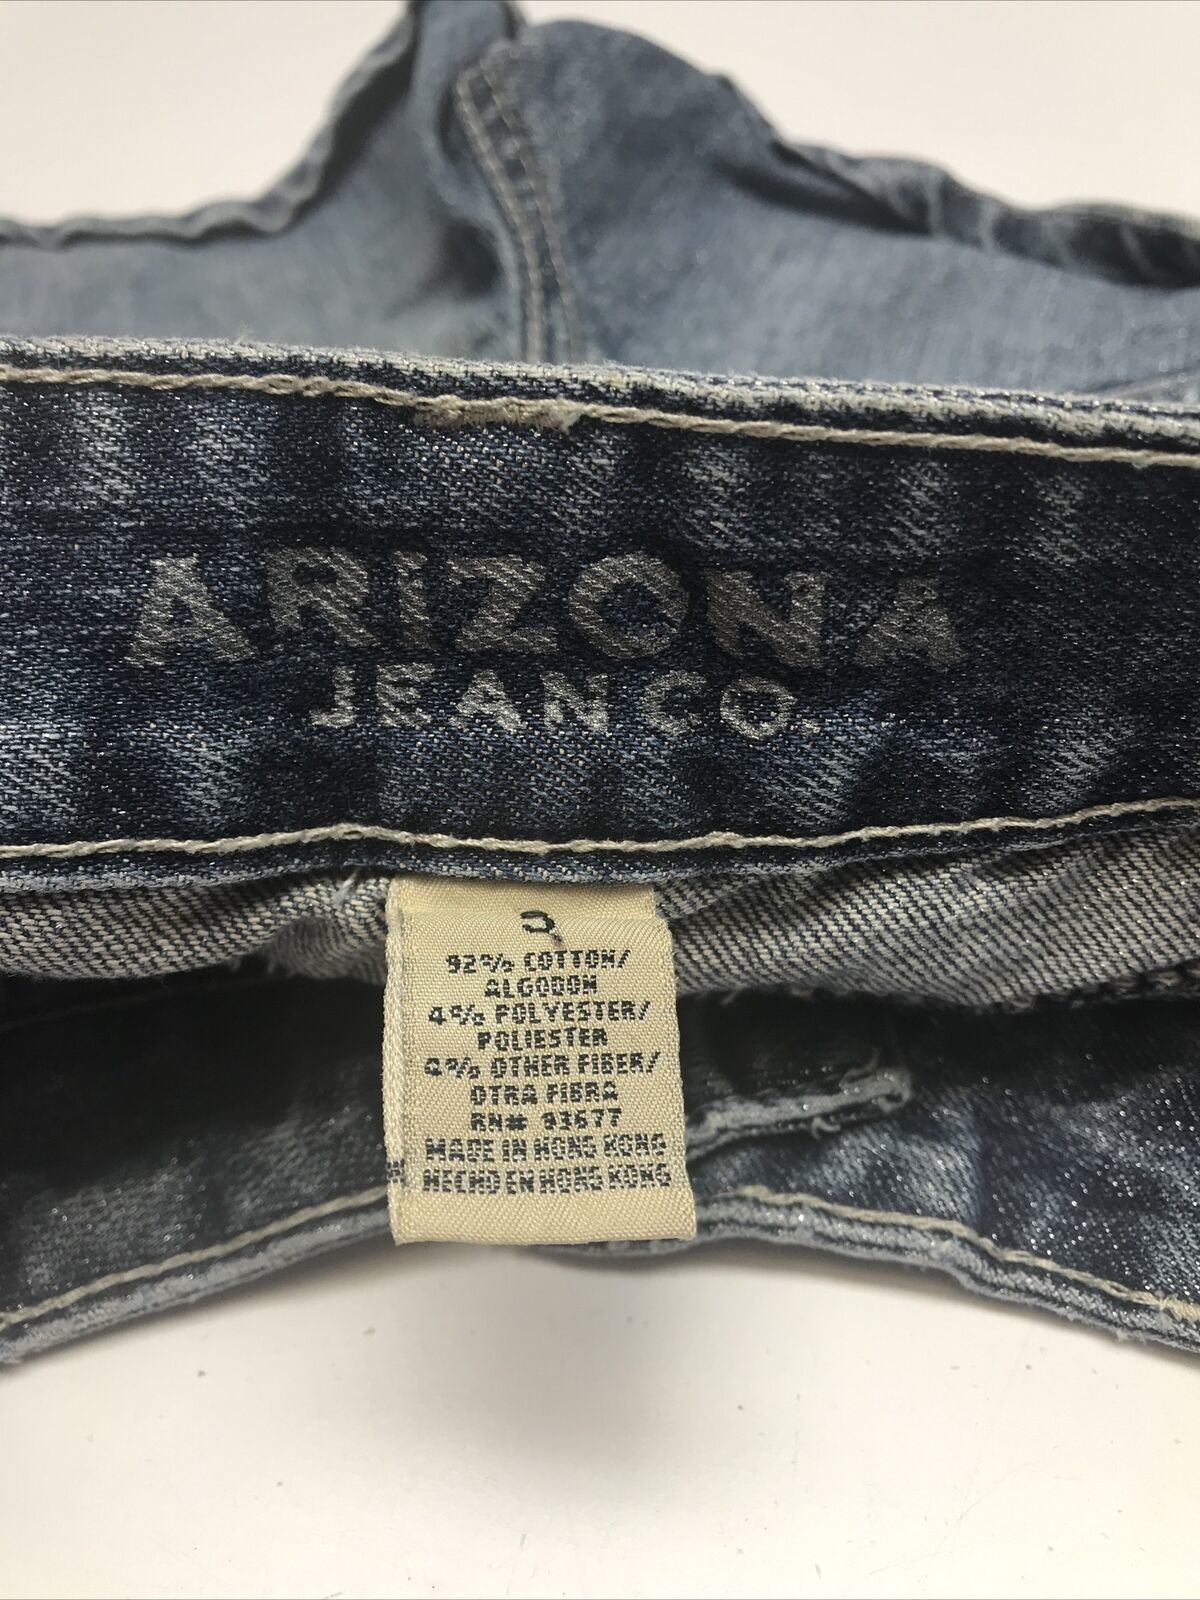 ARIZONA
JEAN CO.
3
92% COTTON/
ALGODON
4% POLYESTER/
POLIESTER
4% OTHER FIBER/
OTRA FIBRA
RN# 93677
MADE IN HONG KONG
HECHO EN HONG KONG